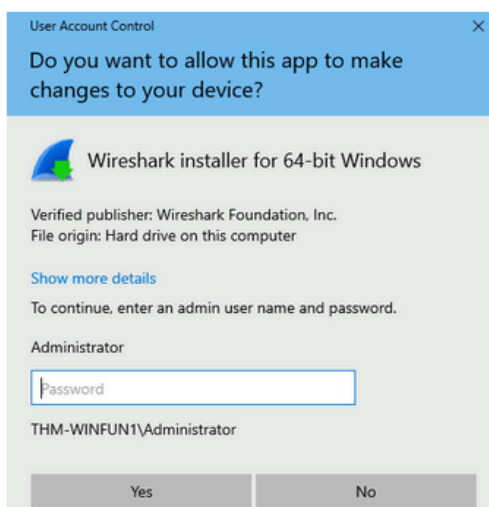 User Account Control
Do you want to allow this app to make
changes to your device?
Wireshark installer for 64-bit Windows
Verified publisher: Wireshark Foundation, Inc.
File origin: Hard drive on this computer
Show more details
To continue, enter an admin user name and password.
Administrator
Password
THM-WINFUN1\Administrator
Yes
No